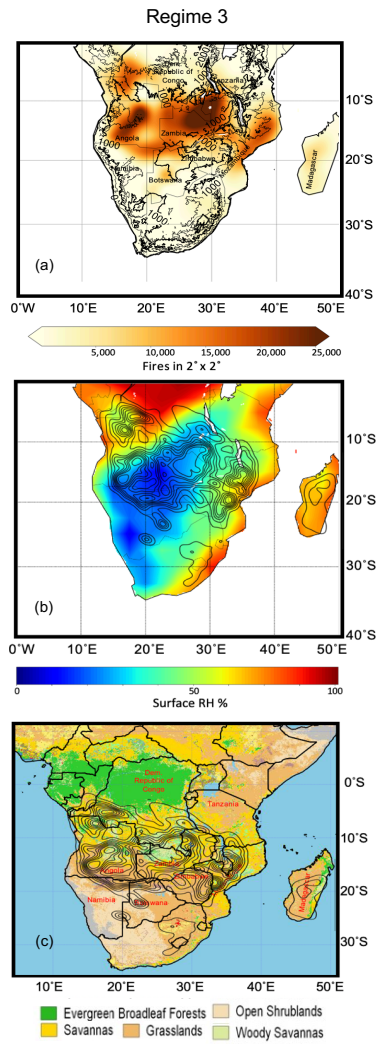 Regime 3
Dem
Republic of
Congo
Tanzania
10°S
Angola
Zambia
1000
20°S
Zimbabwe
Namibia
Botswana
1000
Madagascar
1000
30°S
(a)
40°S
0°W 10°E 20°E 30°E 40°E 50°E
5,000 10,000 15,000 20,000 25,000
Fires in 2° x 2°
10°S
20°S
30°S
(b)
40°S
0°W 10°E 20°E 30°E 40°E 50°E
0 50 100
Surface RH %
Dem
Republic of
Congo
0°S
Tanzania
10°S
Angola
Zambia
Zimbabwe
20°S
Namibia
Botswana
Madagascar
(c)
30°S
10°E 20°E 30°E 40°E 50°E
Evergreen Broadleaf Forests Open Shrublands
Savannas Grasslands Woody Savannas